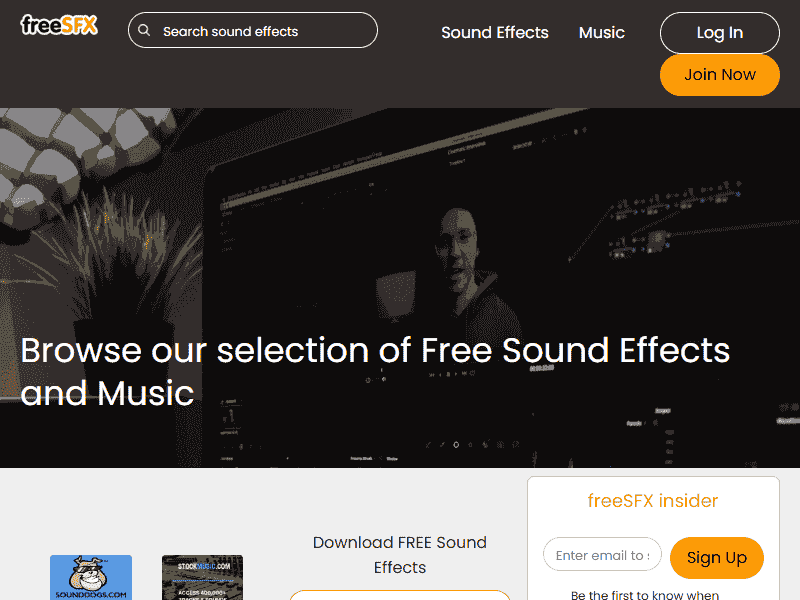 freeSFX
Search sound effects
Sound Effects
Music
Log In
Join Now
Browse our selection of Free Sound Effects
and Music
freeSFX insider
Download FREE Sound
Effects
Enter email to
Sign Up
Be the first to know when
SOUNDDOGS.COM
STOCKMUSIC.COM
ACCESS 400,000+